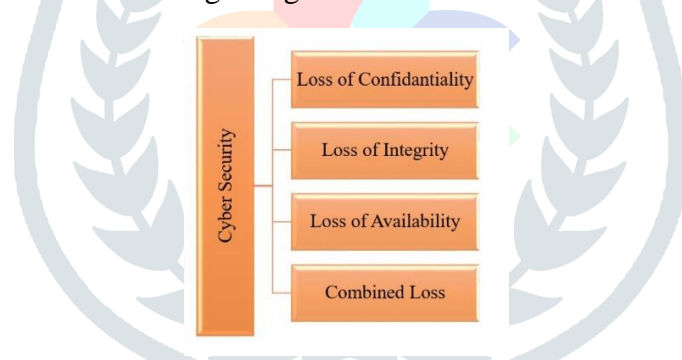 Cyber Security
Loss of Confidantiality
Loss of Integrity
Loss of Availability
Combined Loss